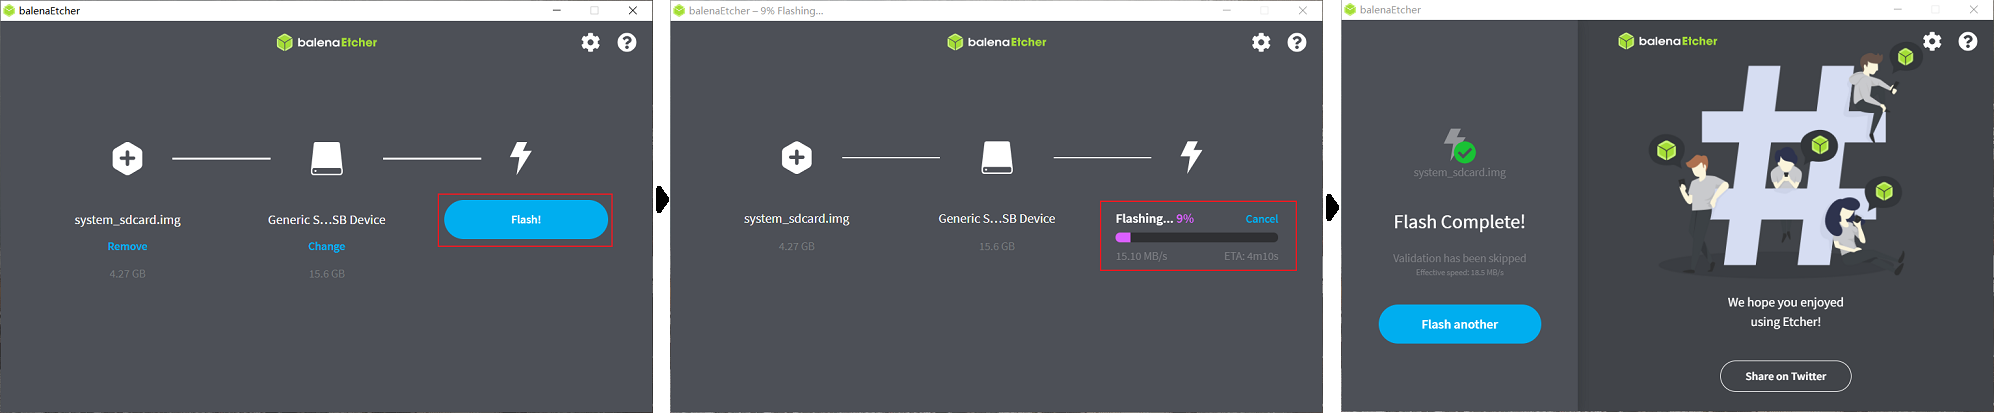 balenaEtcher
balenaEtcher
system_sdcard.img
Remove
4.27 GB
Generic S...SB Device
Change
15.6 GB
Flash!
balenaEtcher – 9% Flashing...
balenaEtcher
system_sdcard.img
4.27 GB
Generic S...SB Device
15.6 GB
Flashing... 9%
Cancel
15.10 MB/s
ETA: 4m10s
balenaEtcher
balenaEtcher
system_sdcard.img
Flash Complete!
Validation has been skipped
Effective speed: 18.5 MB/s
Flash another
We hope you enjoyed
using Etcher!
Share on Twitter